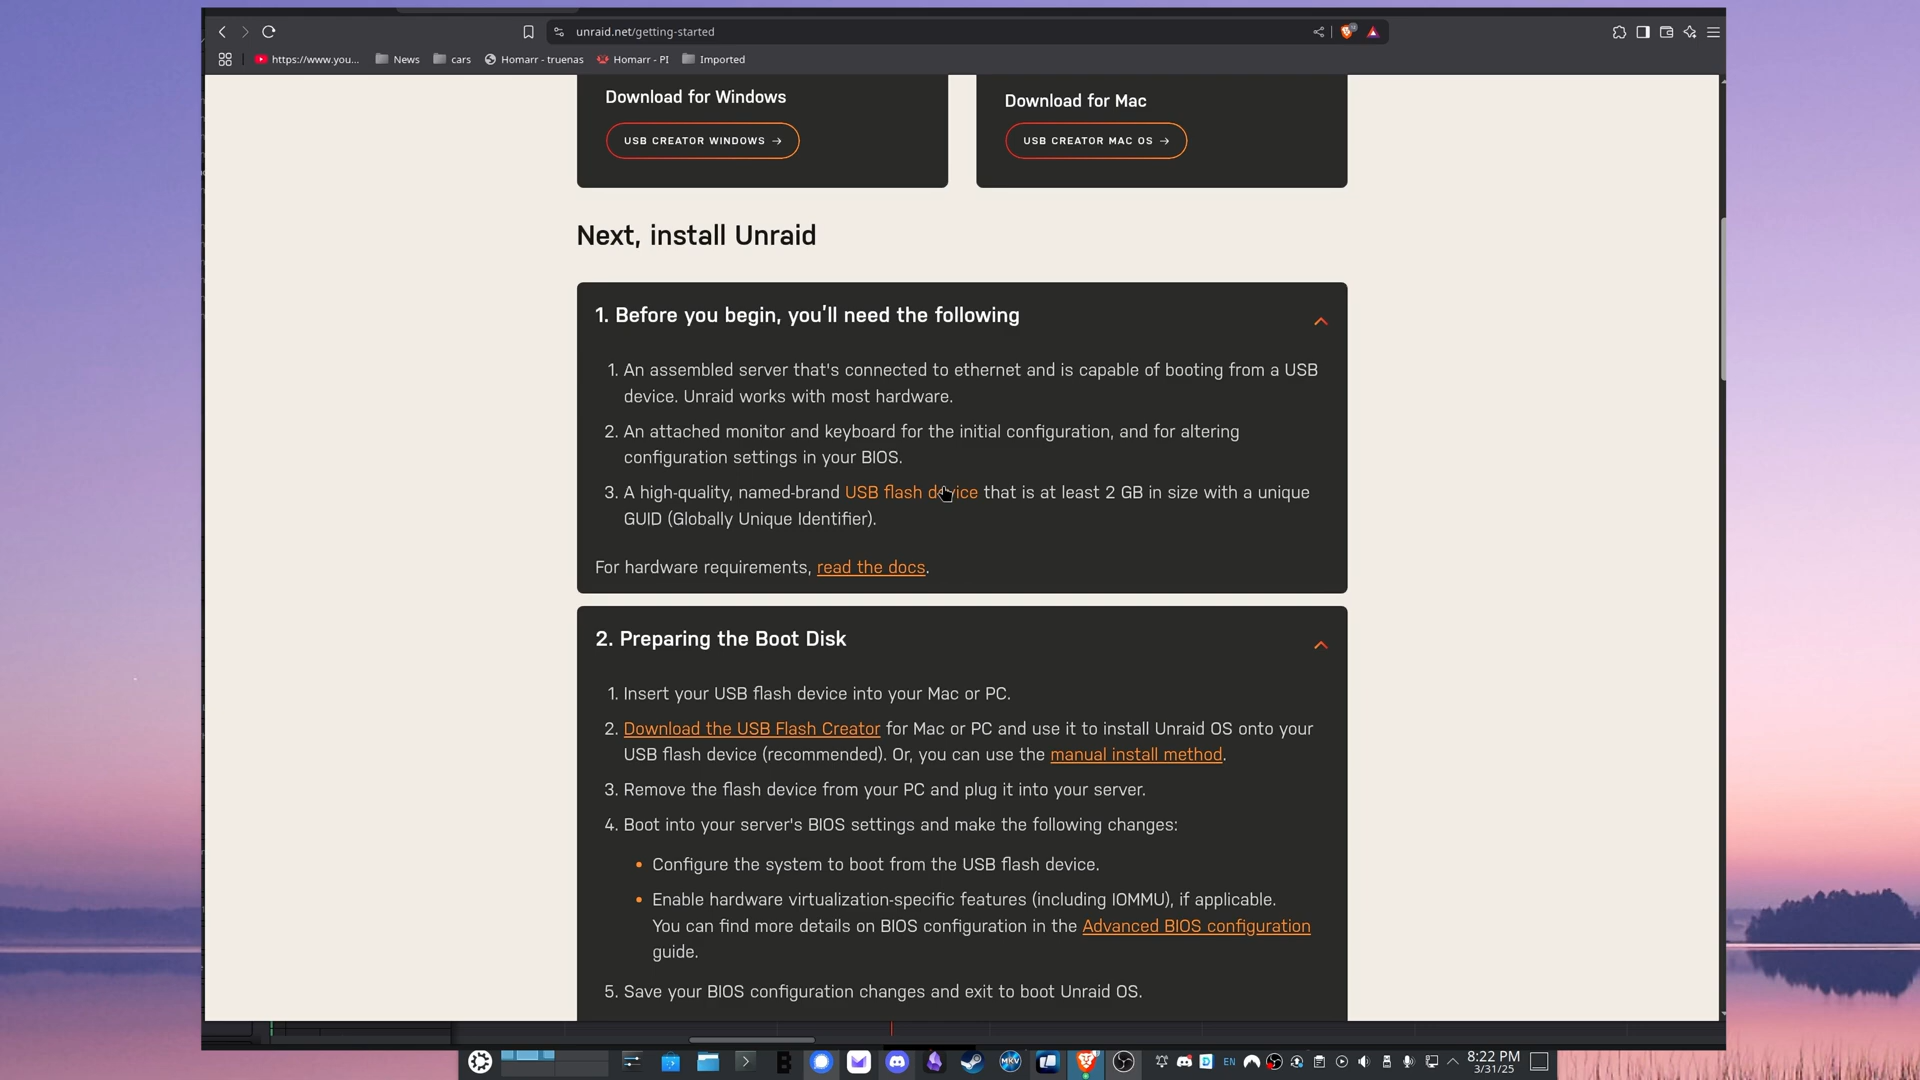 unraid.net/getting-started
https://www.you...
News
cars
Homarr - truenas
Homarr - PI
Imported
Download for Windows
Download for Mac
USB CREATOR WINDOWS →
USB CREATOR MAC OS →
Next, install Unraid
1. Before you begin, you'll need the following
1. An assembled server that's connected to ethernet and is capable of booting from a USB
device. Unraid works with most hardware.
2. An attached monitor and keyboard for the initial configuration, and for altering
configuration settings in your BIOS.
3. A high-quality, named-brand USB flash device that is at least 2 GB in size with a unique
GUID (Globally Unique Identifier).
For hardware requirements, read the docs.
2. Preparing the Boot Disk
1. Insert your USB flash device into your Mac or PC.
2. Download the USB Flash Creator for Mac or PC and use it to install Unraid OS onto your
USB flash device (recommended). Or, you can use the manual install method.
3. Remove the flash device from your PC and plug it into your server.
4. Boot into your server's BIOS settings and make the following changes:
• Configure the system to boot from the USB flash device.
• Enable hardware virtualization-specific features (including IOMMU), if applicable.
You can find more details on BIOS configuration in the Advanced BIOS configuration
guide.
5. Save your BIOS configuration changes and exit to boot Unraid OS.
MKV
EN
8:22 PM
3/31/25